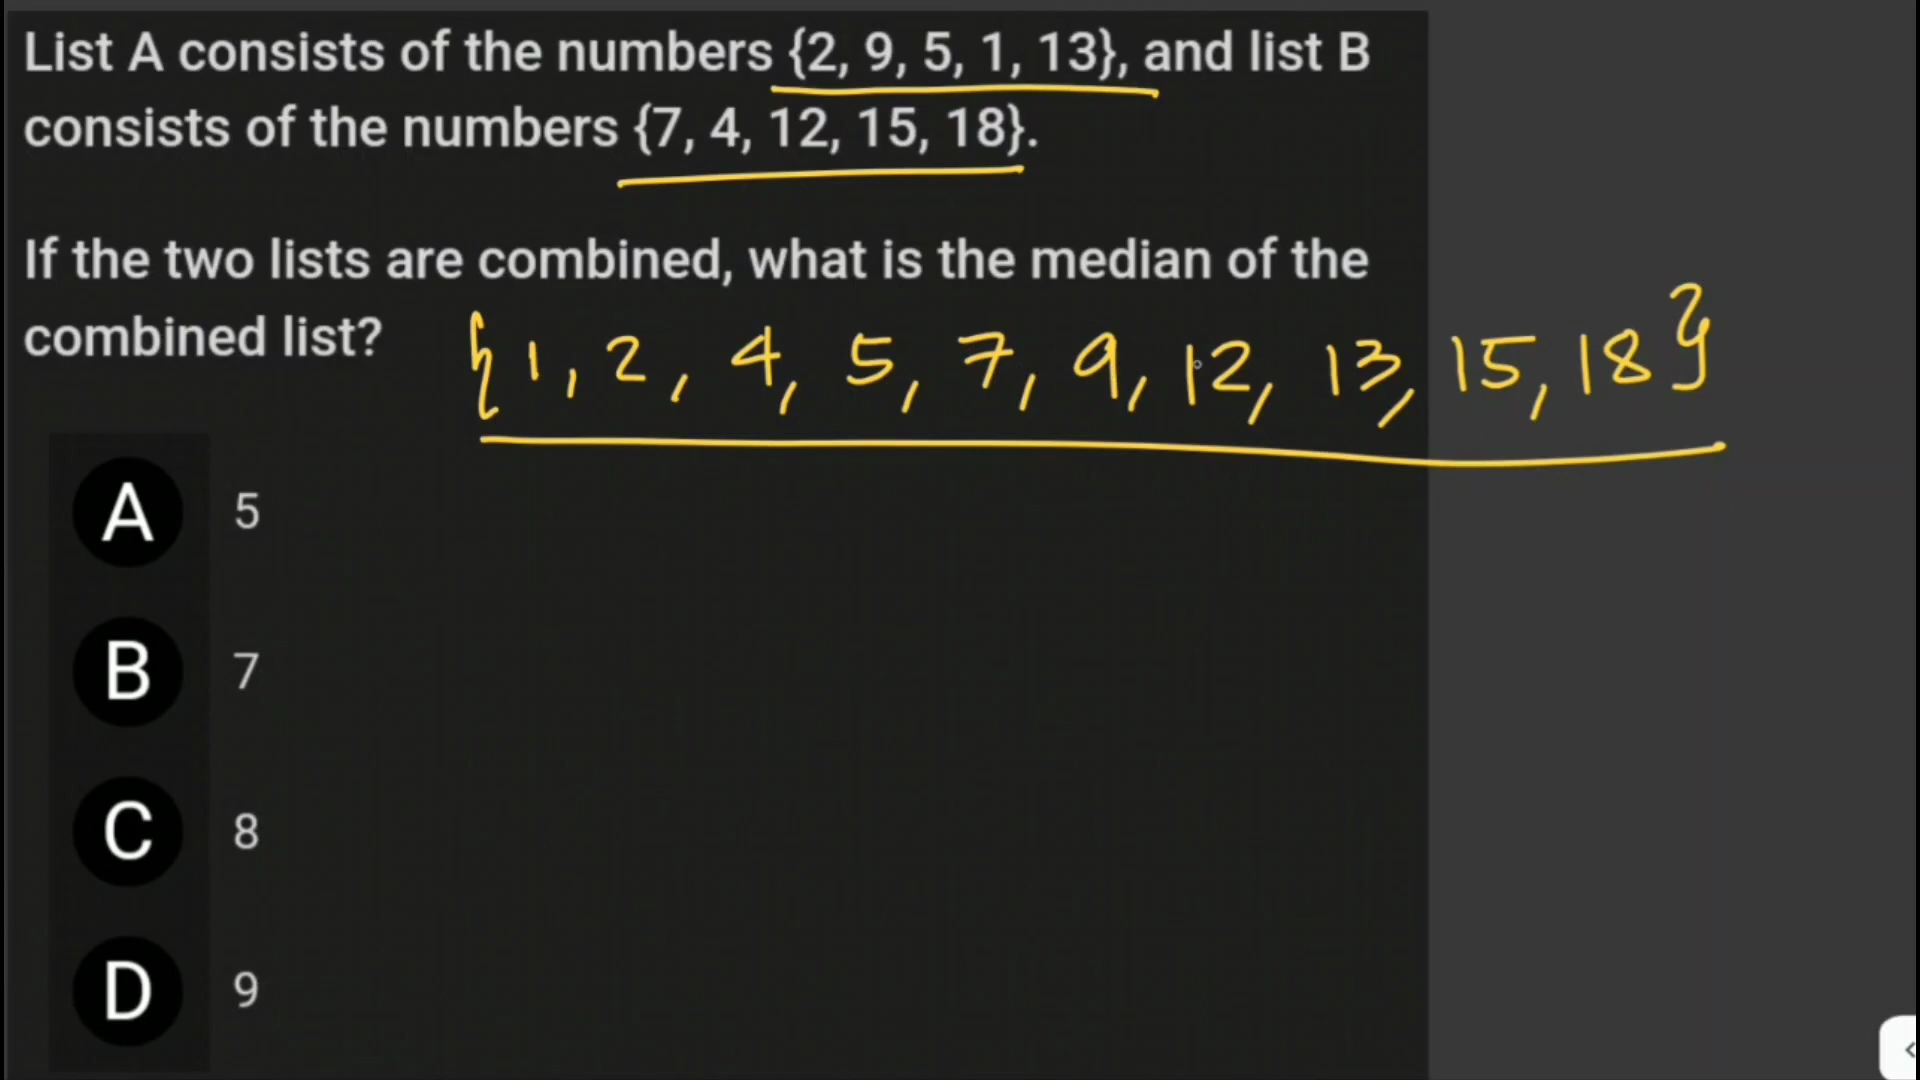 List A consists of the numbers {2, 9, 5, 1, 13}, and list B
consists of the numbers {7, 4, 12, 15, 18}.
If the two lists are combined, what is the median of the
combined list?
{1, 2, 4, 5, 7, 9, 12, 13, 15, 18}
A 5
B 7
C 8
D 9